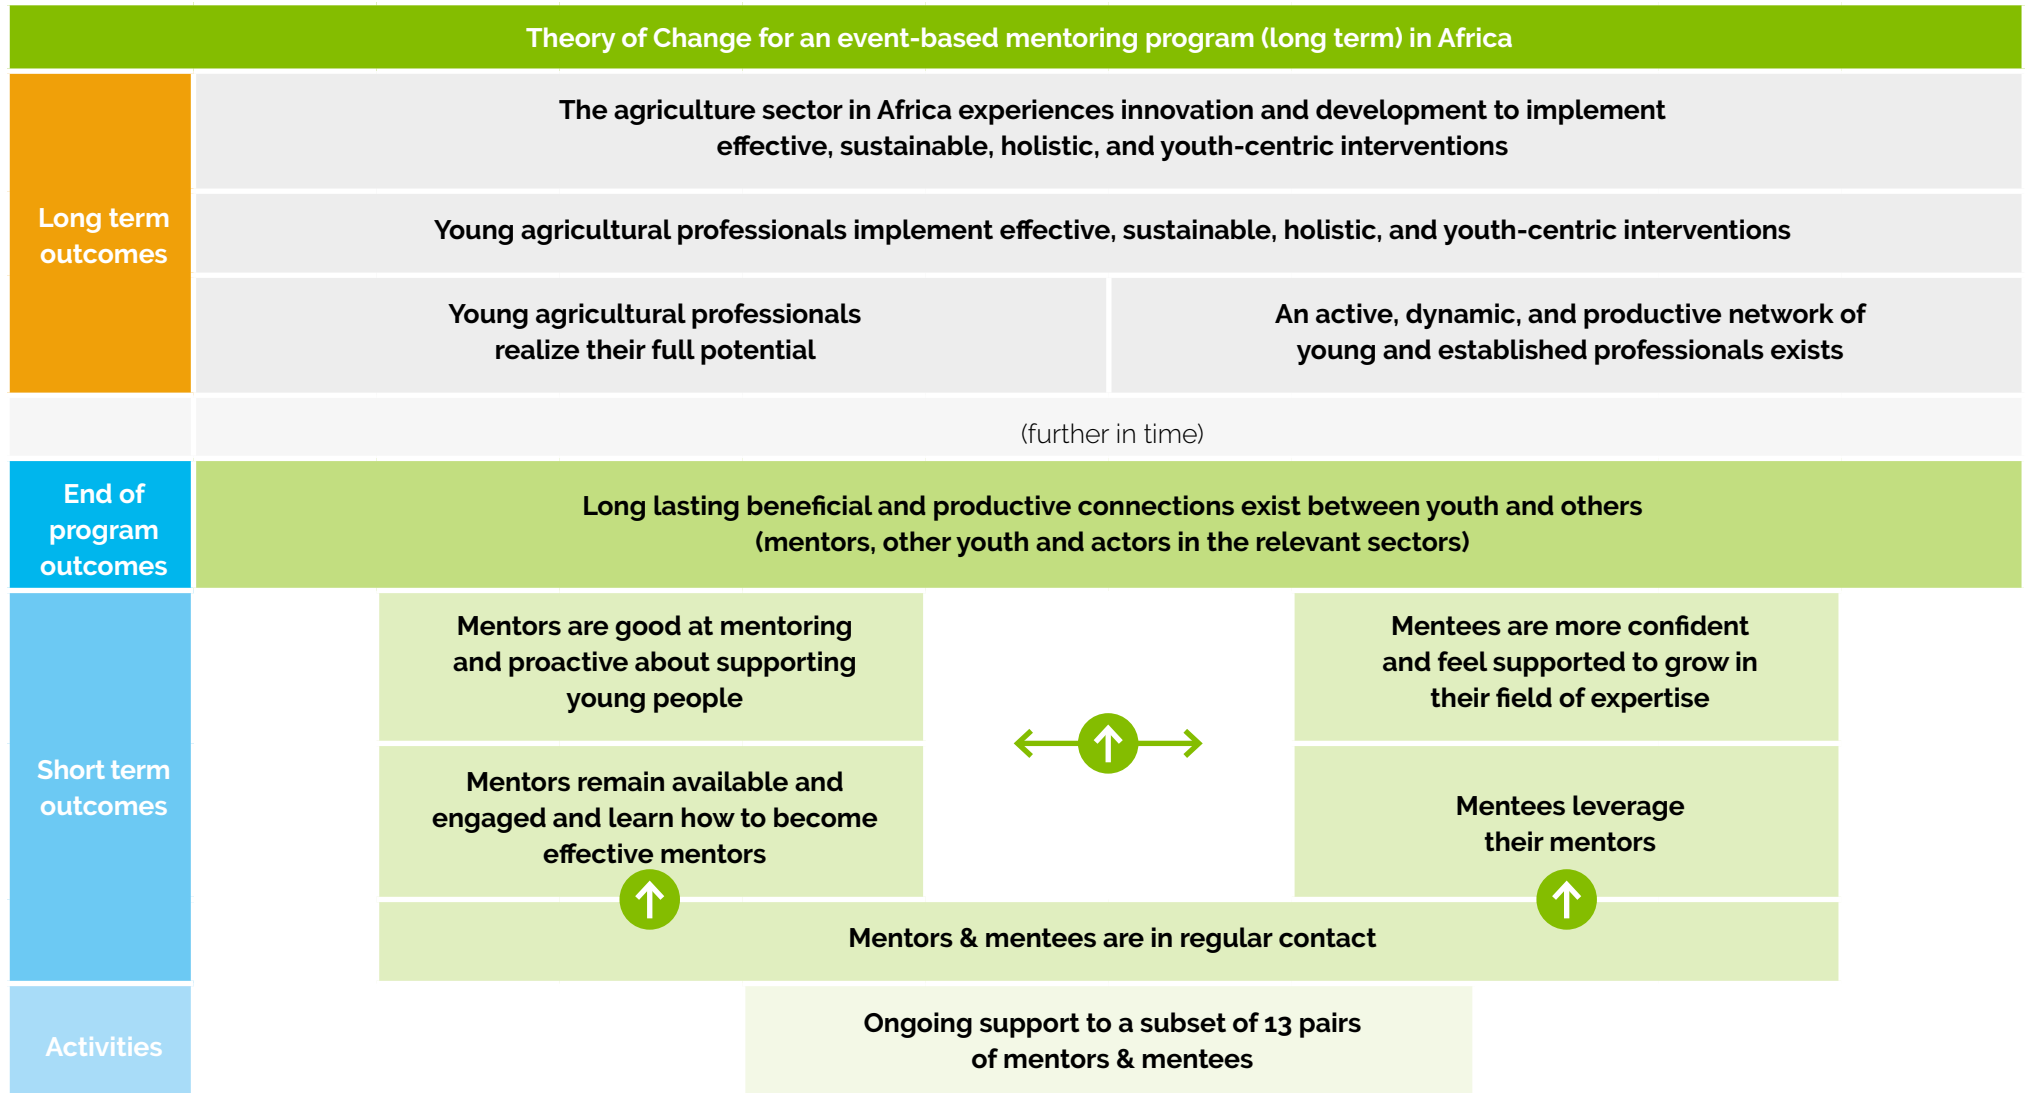 Theory of Change for an event-based mentoring program (long term) in Africa
Long term
outcomes
The agriculture sector in Africa experiences innovation and development to implement
effective, sustainable, holistic, and youth-centric interventions
Young agricultural professionals implement effective, sustainable, holistic, and youth-centric interventions
Young agricultural professionals
realize their full potential
An active, dynamic, and productive network of
young and established professionals exists
(further in time)
End of
program
outcomes
Long lasting beneficial and productive connections exist between youth and others
(mentors, other youth and actors in the relevant sectors)
Short term
outcomes
Mentors are good at mentoring
and proactive about supporting
young people
Mentees are more confident
and feel supported to grow in
their field of expertise
Mentors remain available and
engaged and learn how to become
effective mentors
Mentees leverage
their mentors
Mentors & mentees are in regular contact
Activities
Ongoing support to a subset of 13 pairs
of mentors & mentees